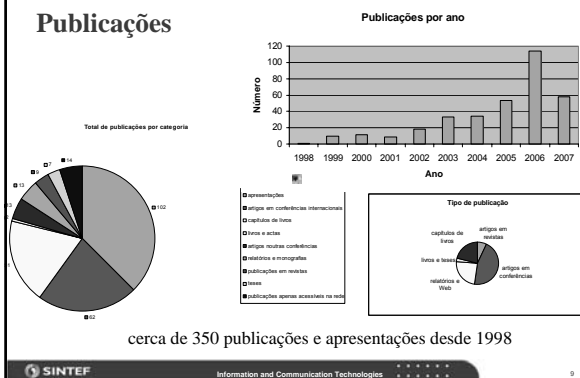 Publicações
Publicações por ano
Número
120
100
80
60
40
20
0
1998 1999 2000 2001 2002 2003 2004 2005 2006 2007
Ano
Total de publicações por categoria
14
7
9
13
102
62
apresentações
artigos em conferências internacionais
capítulos de livros
livros e actas
artigos noutras conferências
relatórios e monografias
publicações em revistas
teses
publicações apenas acessíveis na rede
Tipo de publicação
capítulos de livros
artigos em revistas
livros e teses
artigos em conferências
relatórios e Web
cerca de 350 publicações e apresentações desde 1998
SINTEF
Information and Communication Technologies
9